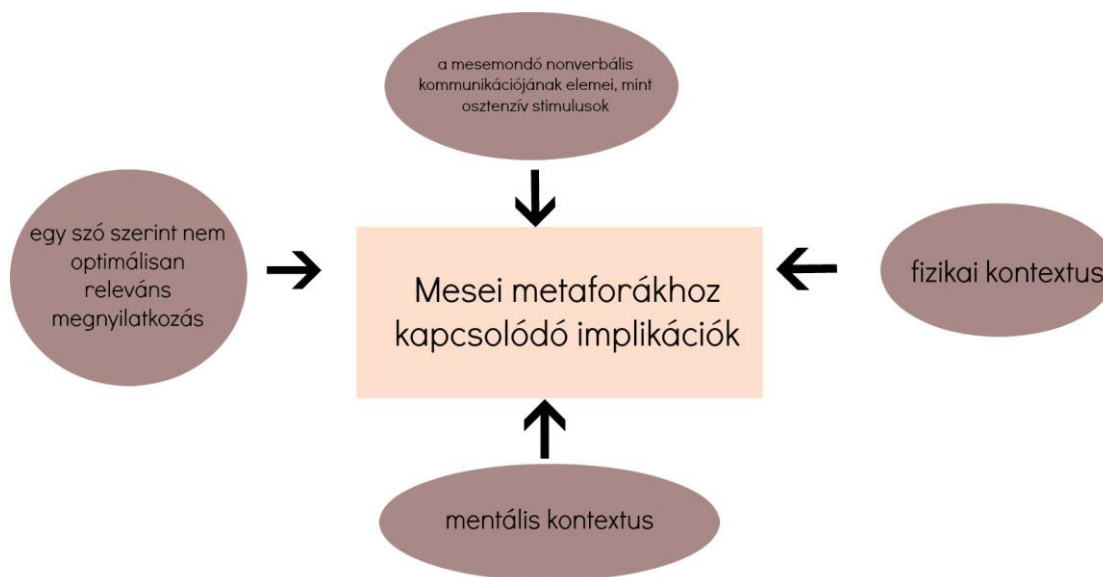 a mesemondó nonverbális
kommunikációjának elemei, mint
osztenzív stimulusok
egy szó szerint nem
optimálisan
releváns
megnyilatkozás
Mesei metaforákhoz
kapcsolódó implikációk
fizikai kontextus
mentális kontextus